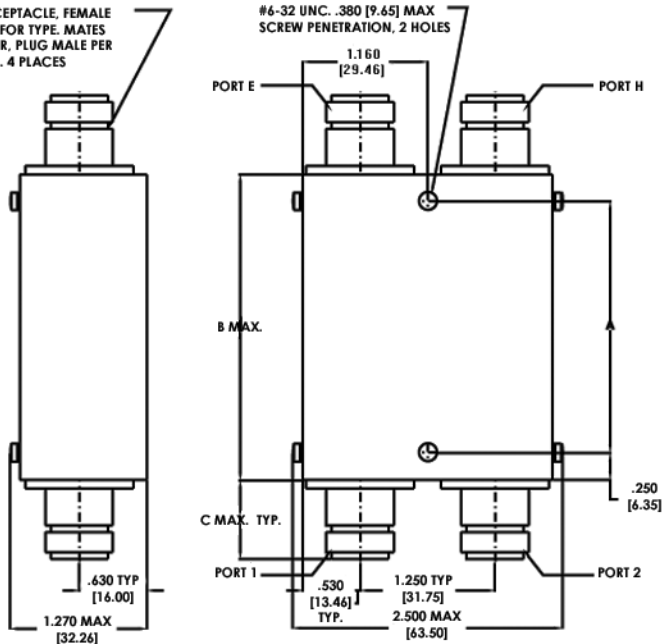 FEMALE
FOR TYPE. MATES
PLUG MALE PER
4 PLACES
#6-32 UNC. .380 [9.65] MAX
SCREW PENETRATION, 2 HOLES
1.160
[29.46]
PORT E
PORT H
B MAX.
A
.250
[6.35]
C MAX. TYP.
PORT 1
PORT 2
.630 TYP
[16.00]
.530
[13.46]
TYP.
1.250 TYP
[31.75]
1.270 MAX
[32.26]
2.500 MAX
[63.50]